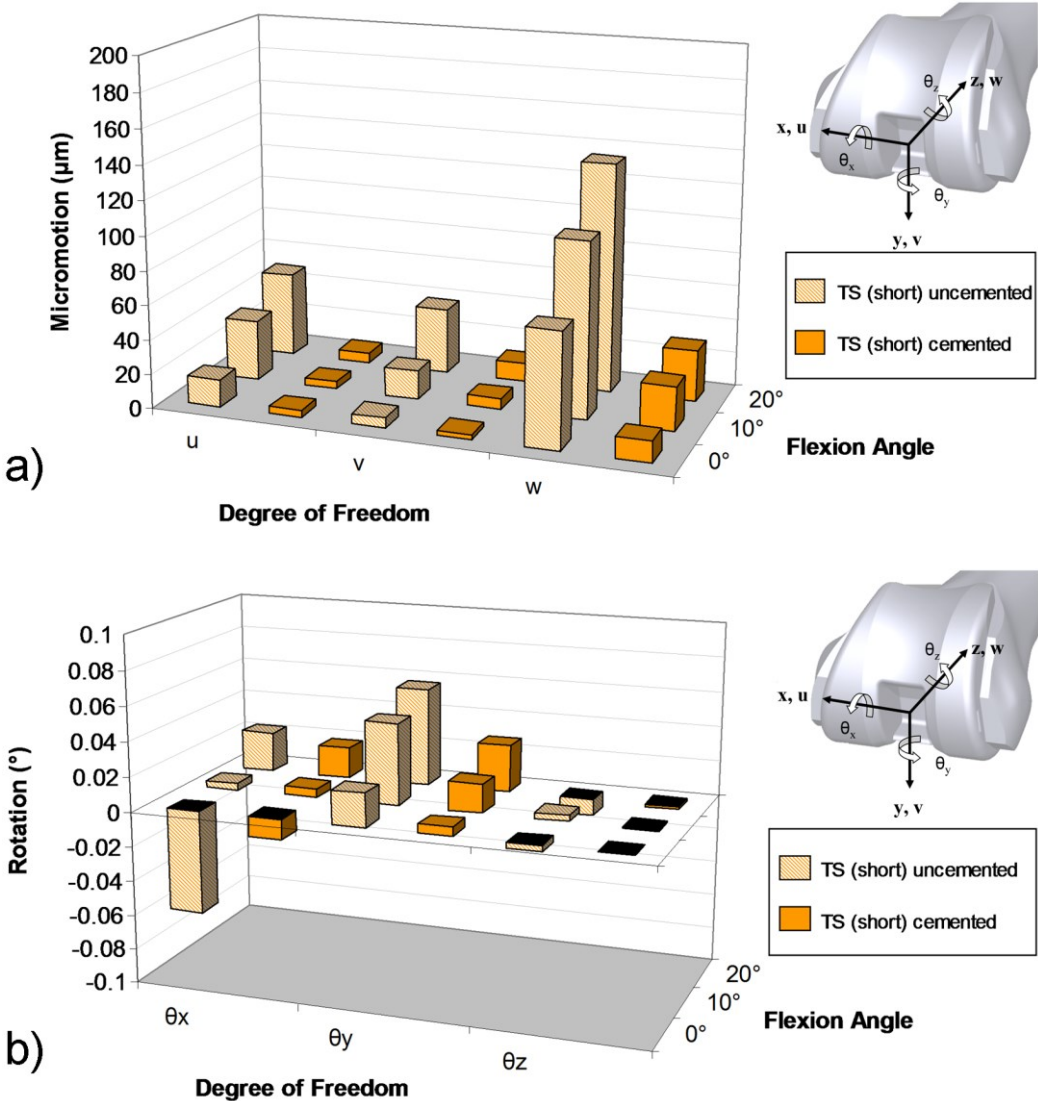 200
180
160
140
120
100
80
60
40
20
0
Micromotion (µm)
u
v
w
0°
10°
20°
Flexion Angle
Degree of Freedom
a)
θz
z, w
x, u
θx
θy
y, v
TS (short) uncemented
TS (short) cemented
0.1
0.08
0.06
0.04
0.02
0
-0.02
-0.04
-0.06
-0.08
-0.1
Rotation (°)
θx
θy
θz
0°
10°
20°
Flexion Angle
Degree of Freedom
b)
θz
z, w
x, u
θx
θy
y, v
TS (short) uncemented
TS (short) cemented